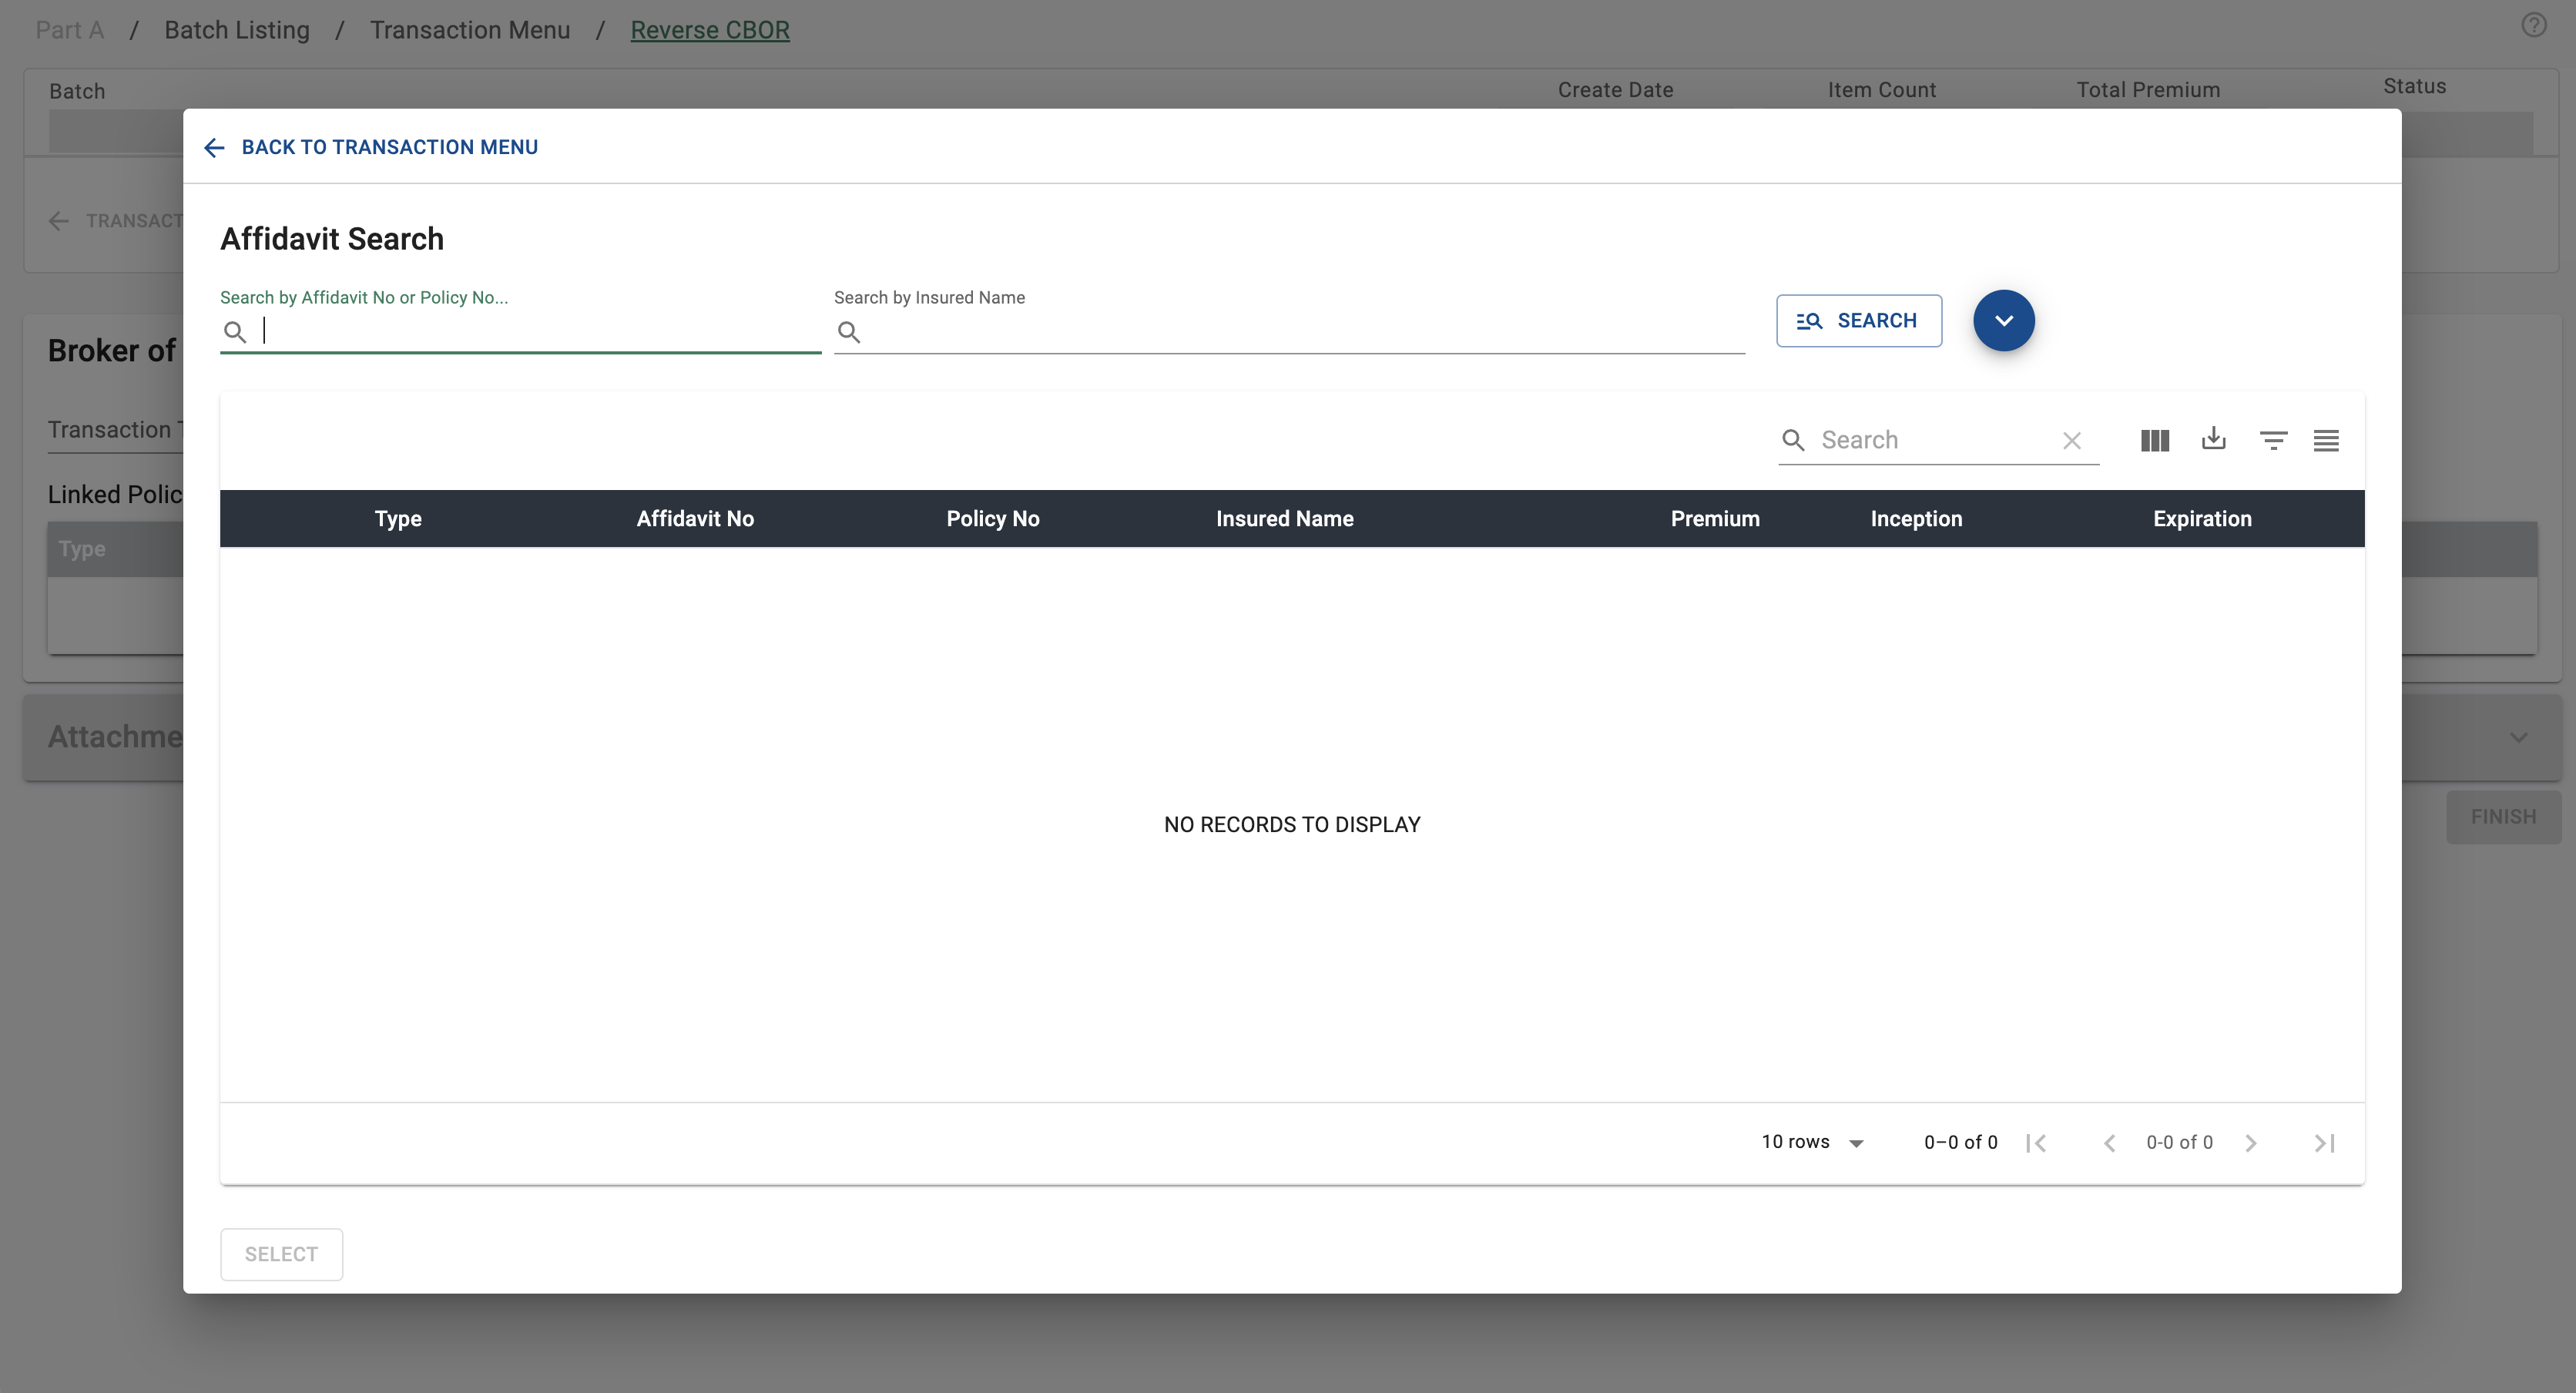 Part A / Batch Listing / Transaction Menu / Reverse CBOR
Batch Create Date Item Count Total Premium Status
BACK TO TRANSACTION MENU
TRANSACT
Affidavit Search
Search by Affidavit No or Policy No... Search by Insured Name
SEARCH
Broker of
Transaction T
Search
Linked Polic
Type Affidavit No Policy No Insured Name Premium Inception Expiration
Type
Attachme
NO RECORDS TO DISPLAY
FINISH
10 rows 0–0 of 0 0-0 of 0
SELECT